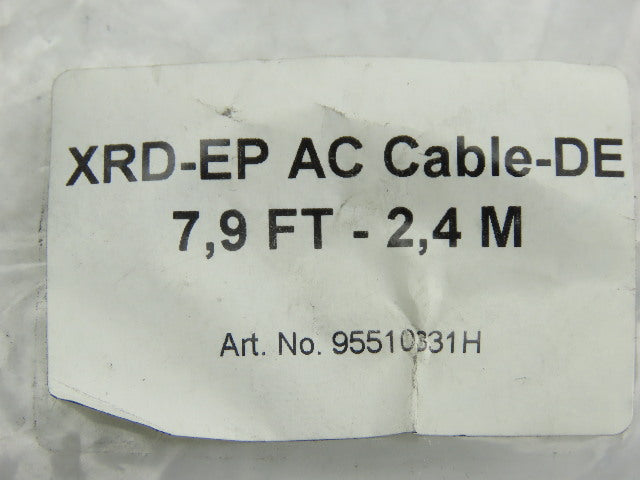 XRD-EP AC Cable-DE
7,9 FT - 2,4 M
Art. No. 95510331H